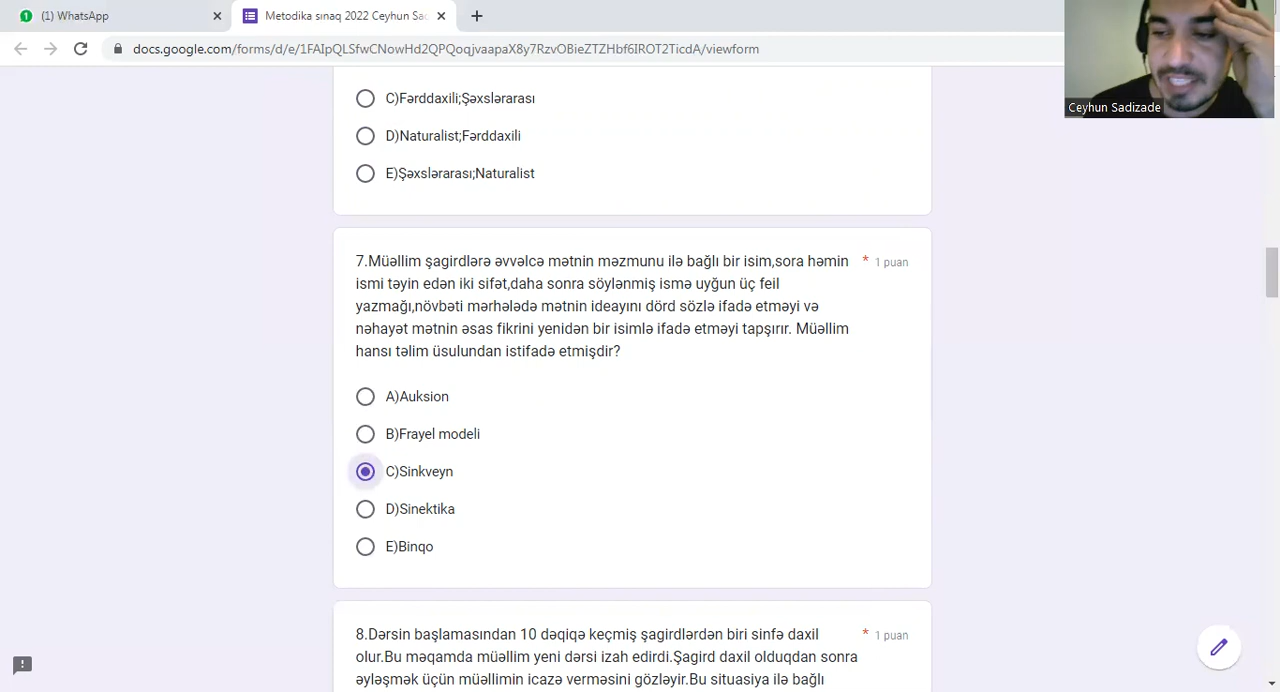 (1) WhatsApp
Metodika sınaq 2022 Ceyhun Sac
docs.google.com/forms/d/e/1FAIpQLSfwCNowHd2QPQoqjvaapaX8y7RzvOBieZTZHbf6IROT2TicdA/viewform
Ceyhun Sadizade
C)Fərddaxili;Şəxslərarası
D)Naturalist;Fərddaxili
E)Şəxslərarası;Naturalist
7.Müəllim şagirdlərə əvvəlcə mətnin məzmunu ilə bağlı bir isim,sora həmin * 1 puan
ismi təyin edən iki sifət,daha sonra söylənmiş ismə uyğun üç feil
yazmağı,növbəti mərhələdə mətnin ideayını dörd sözlə ifadə etməyi və
nəhayət mətnin əsas fikrini yenidən bir isimlə ifadə etməyi tapşırır. Müəllim
hansı təlim üsulundan istifadə etmişdir?
A)Auksion
B)Frayel modeli
C)Sinkveyn
D)Sinektika
E)Binqo
8.Dərsin başlamasından 10 dəqiqə keçmiş şagirdlərdən biri sinfə daxil * 1 puan
olur.Bu məqamda müəllim yeni dərsi izah edirdi.Şagird daxil olduqdan sonra
əyləşmək üçün müəllimin icazə verməsini gözləyir.Bu situasiya ilə bağlı